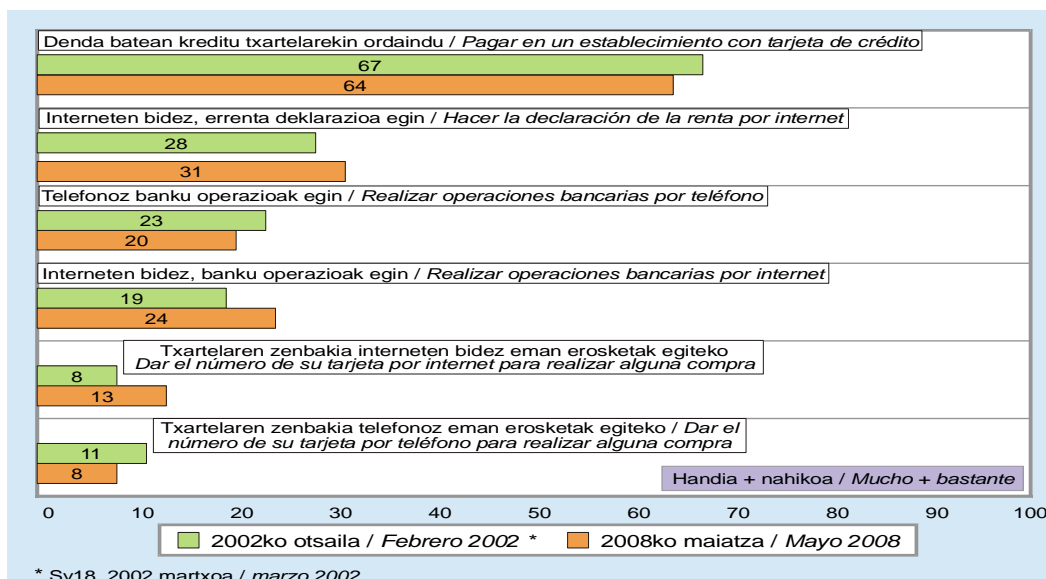 Denda batean kreditu txartelarekin ordaindu / Pagar en un establecimiento con tarjeta de crédito
67
64
Interneten bidez, errenta deklarazioa egin / Hacer la declaración de la renta por internet
28
31
Telefonoz banku operazioak egin / Realizar operaciones bancarias por teléfono
23
20
Interneten bidez, banku operazioak egin / Realizar operaciones bancarias por internet
19
24
Txartelaren zenbakia interneten bidez eman erosketak egiteko
Dar el número de su tarjeta por internet para realizar alguna compra
8
13
Txartelaren zenbakia telefonoz eman erosketak egiteko / Dar el
número de su tarjeta por teléfono para realizar alguna compra
11
8
Handia + nahikoa / Mucho + bastante
0 10 20 30 40 50 60 70 80 90 100
2002ko otsaila / Febrero 2002 * 2008ko maiatza / Mayo 2008
* Sv18, 2002 martxoa / marzo 2002